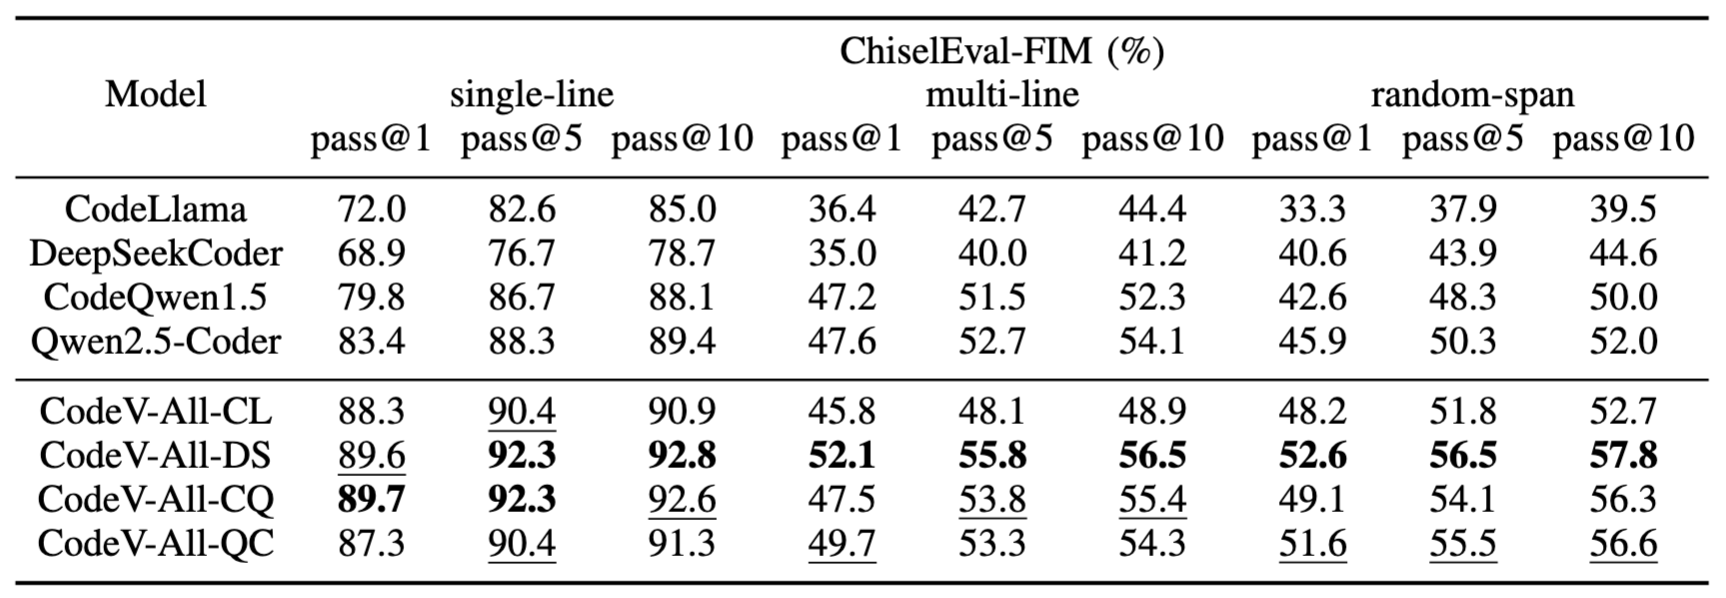 ChiselEval-FIM (%)
Model single-line multi-line random-span
pass@1 pass@5 pass@10 pass@1 pass@5 pass@10 pass@1 pass@5 pass@10
CodeLlama 72.0 82.6 85.0 36.4 42.7 44.4 33.3 37.9 39.5
DeepSeekCoder 68.9 76.7 78.7 35.0 40.0 41.2 40.6 43.9 44.6
CodeQwen1.5 79.8 86.7 88.1 47.2 51.5 52.3 42.6 48.3 50.0
Qwen2.5-Coder 83.4 88.3 89.4 47.6 52.7 54.1 45.9 50.3 52.0
CodeV-All-CL 88.3 90.4 90.9 45.8 48.1 48.9 48.2 51.8 52.7
CodeV-All-DS 89.6 92.3 92.8 52.1 55.8 56.5 52.6 56.5 57.8
CodeV-All-CQ 89.7 92.3 92.6 47.5 53.8 55.4 49.1 54.1 56.3
CodeV-All-QC 87.3 90.4 91.3 49.7 53.3 54.3 51.6 55.5 56.6